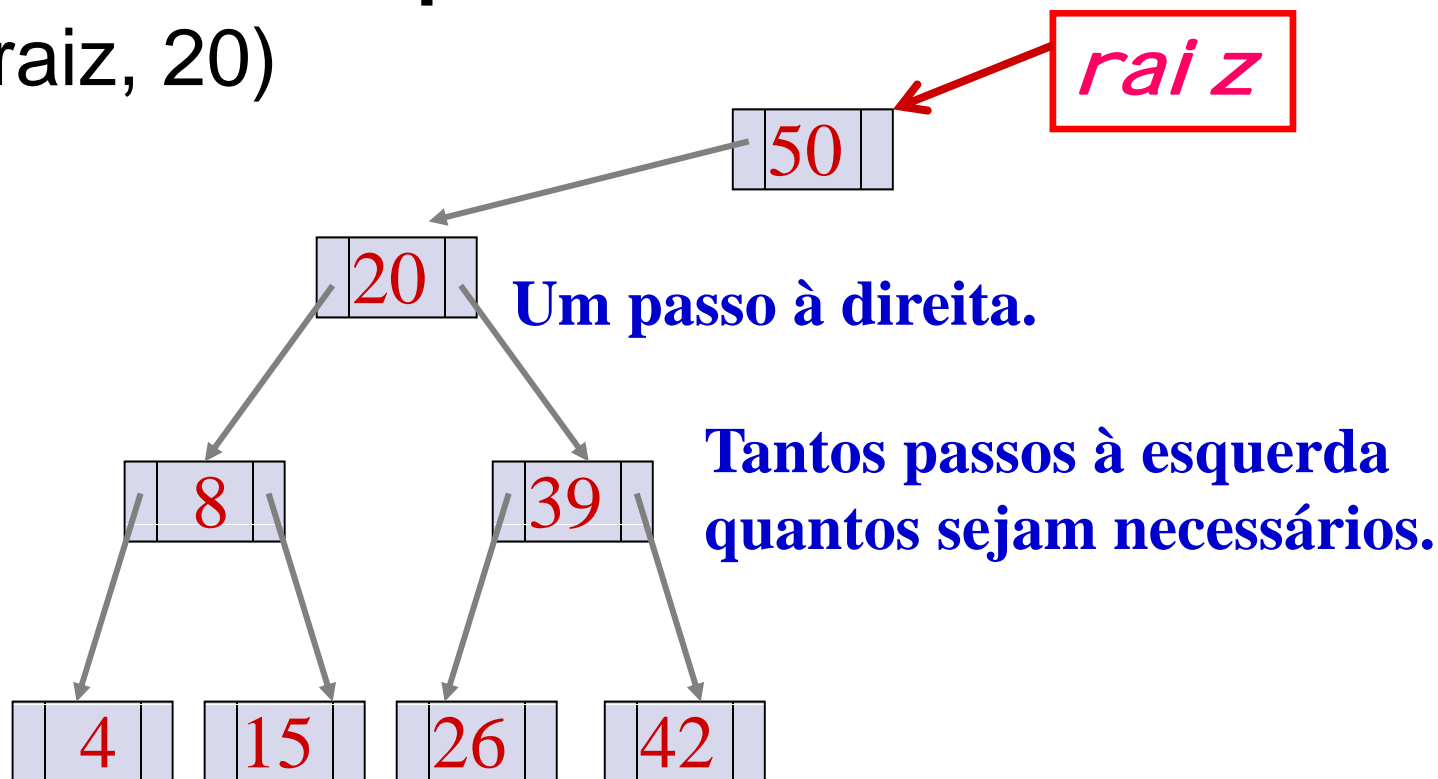 raiz, 20)
raiz
50
20
Um passo à direita.
Tantos passos à esquerda
quantos sejam necessários.
8
39
4
15
26
42